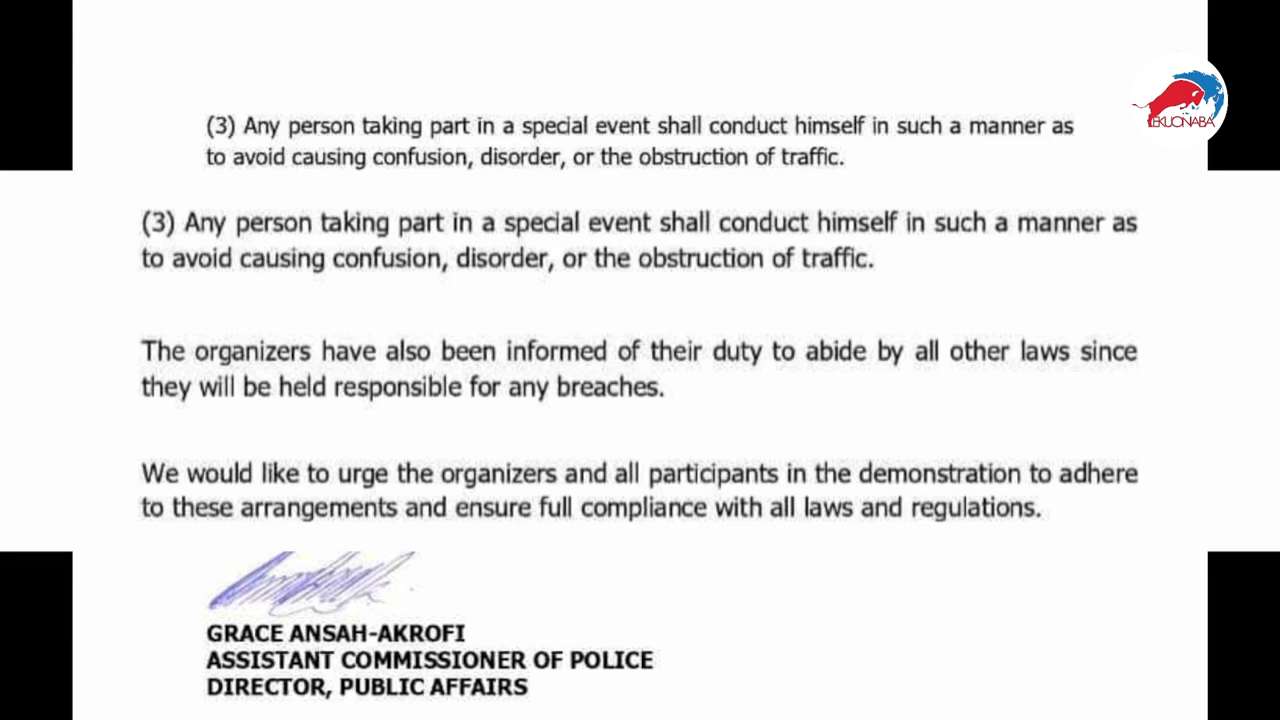 (3) Any person taking part in a special event shall conduct himself in such a manner as
to avoid causing confusion, disorder, or the obstruction of traffic.
(3) Any person taking part in a special event shall conduct himself in such a manner as
to avoid causing confusion, disorder, or the obstruction of traffic.
The organizers have also been informed of their duty to abide by all other laws since
they will be held responsible for any breaches.
We would like to urge the organizers and all participants in the demonstration to adhere
to these arrangements and ensure full compliance with all laws and regulations.
GRACE ANSAH-AKROFI
ASSISTANT COMMISSIONER OF POLICE
DIRECTOR, PUBLIC AFFAIRS
EKUONABA